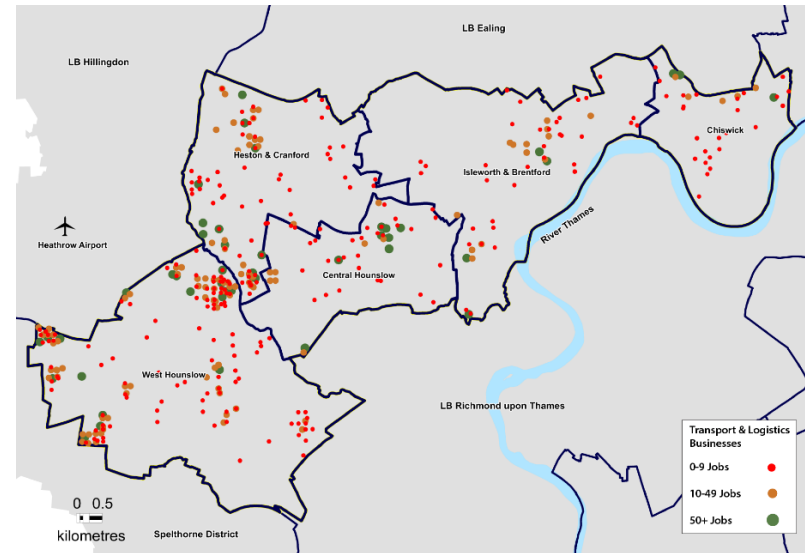 LB Ealing
LB Hillingdon
Chiswick
Heston & Cranford
Isleworth & Brentford
River Thames
Heathrow Airport
Central Hounslow
West Hounslow
LB Richmond upon Thames
Transport & Logistics
Businesses
0-9 Jobs
10-49 Jobs
50+ Jobs
0 0.5
kilometres
Spelthorne District